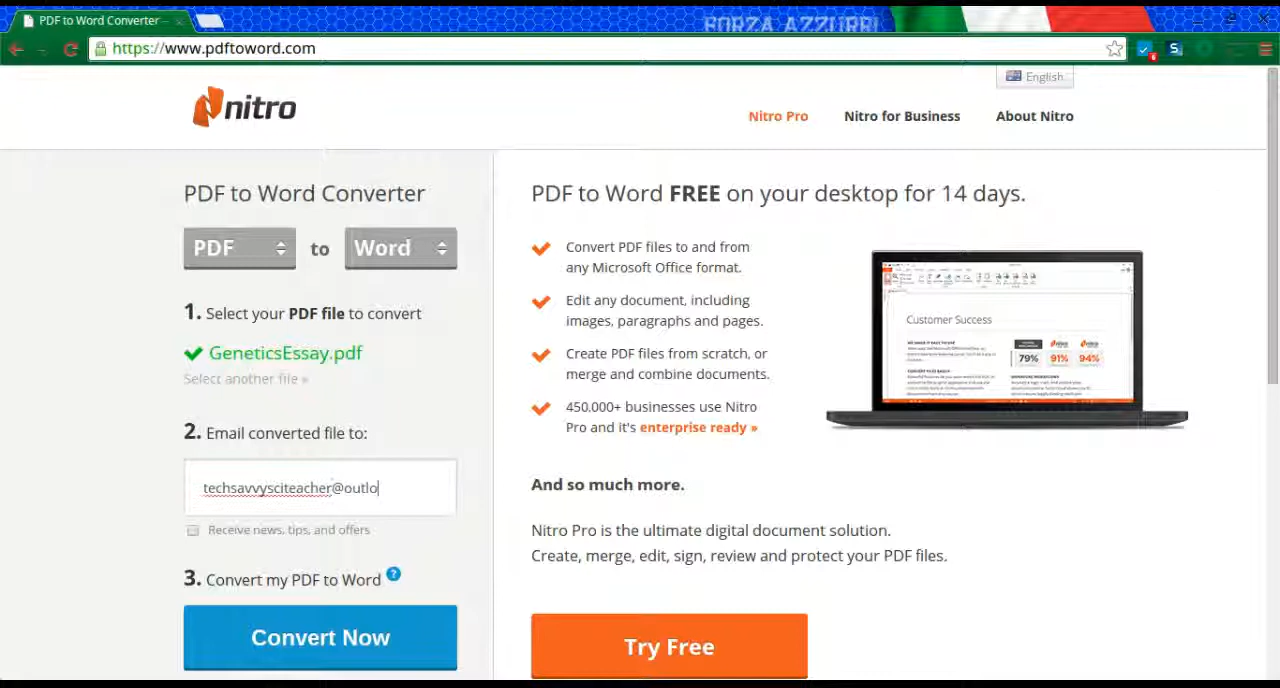 PDF to Word Converter
FORZA AZZURRI
https://www.pdftoword.com
English
nitro
Nitro Pro
Nitro for Business
About Nitro
PDF to Word Converter
PDF to Word
1. Select your PDF file to convert
GeneticsEssay.pdf
Select another file »
2. Email converted file to:
techsavvysciteacher@outlo
Receive news, tips, and offers
3. Convert my PDF to Word ?
Convert Now
PDF to Word FREE on your desktop for 14 days.
Convert PDF files to and from
any Microsoft Office format.
Edit any document, including
images, paragraphs and pages.
Create PDF files from scratch, or
merge and combine documents.
450,000+ businesses use Nitro
Pro and it's enterprise ready »
Customer Success
79% 91% 94%
And so much more.
Nitro Pro is the ultimate digital document solution.
Create, merge, edit, sign, review and protect your PDF files.
Try Free